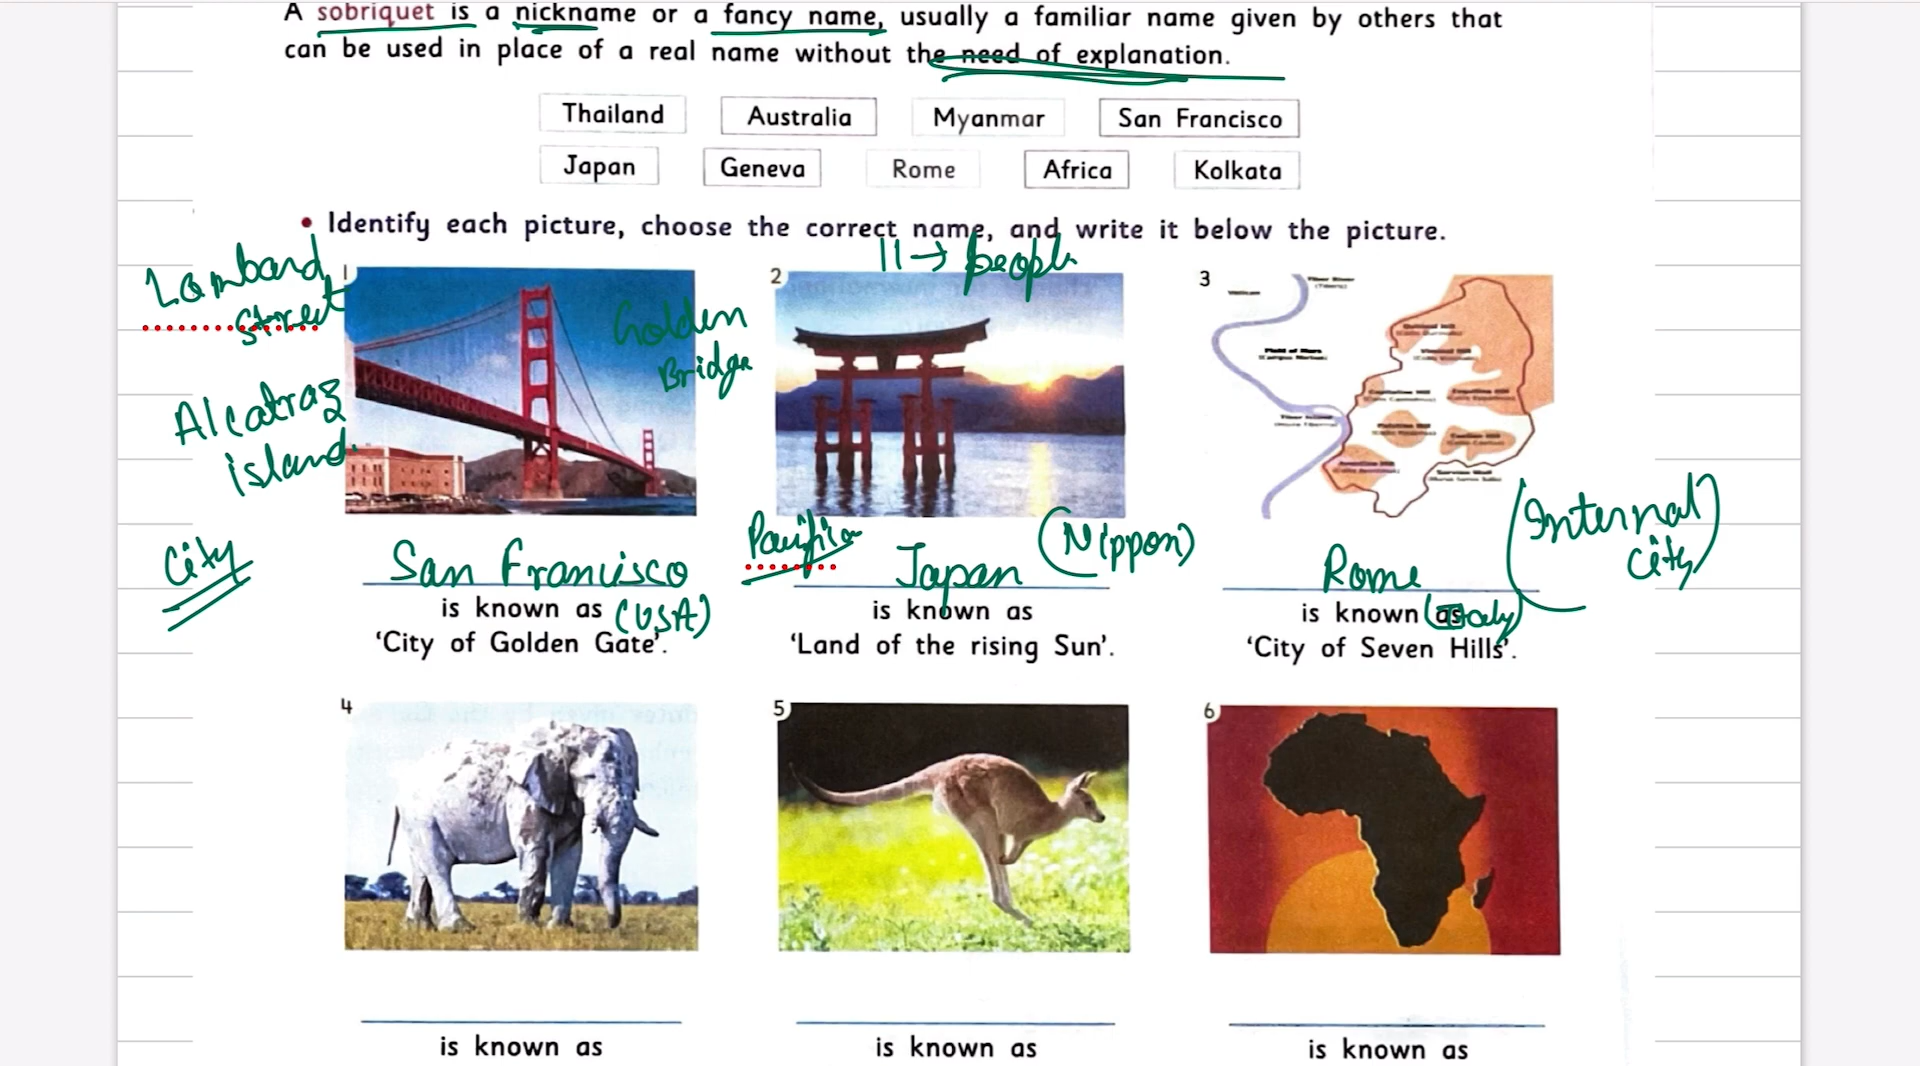 A sobriquet is a nickname or a fancy name, usually a familiar name given by others that
can be used in place of a real name without the need of explanation.
Thailand Australia Myanmar San Francisco
Japan Geneva Rome Africa Kolkata
• Identify each picture, choose the correct name, and write it below the picture.
Lombard
Street
Alcatraz
island
City
1
Golden
Bridge
San Francisco
(USA)
is known as
'City of Golden Gate'.
11 → people
2
Japan (Nippon)
is known as
'Land of the rising Sun'.
3
Rome
(Italy)
(Internal
City)
is known as
'City of Seven Hills'.
4
is known as
5
is known as
6
is known as